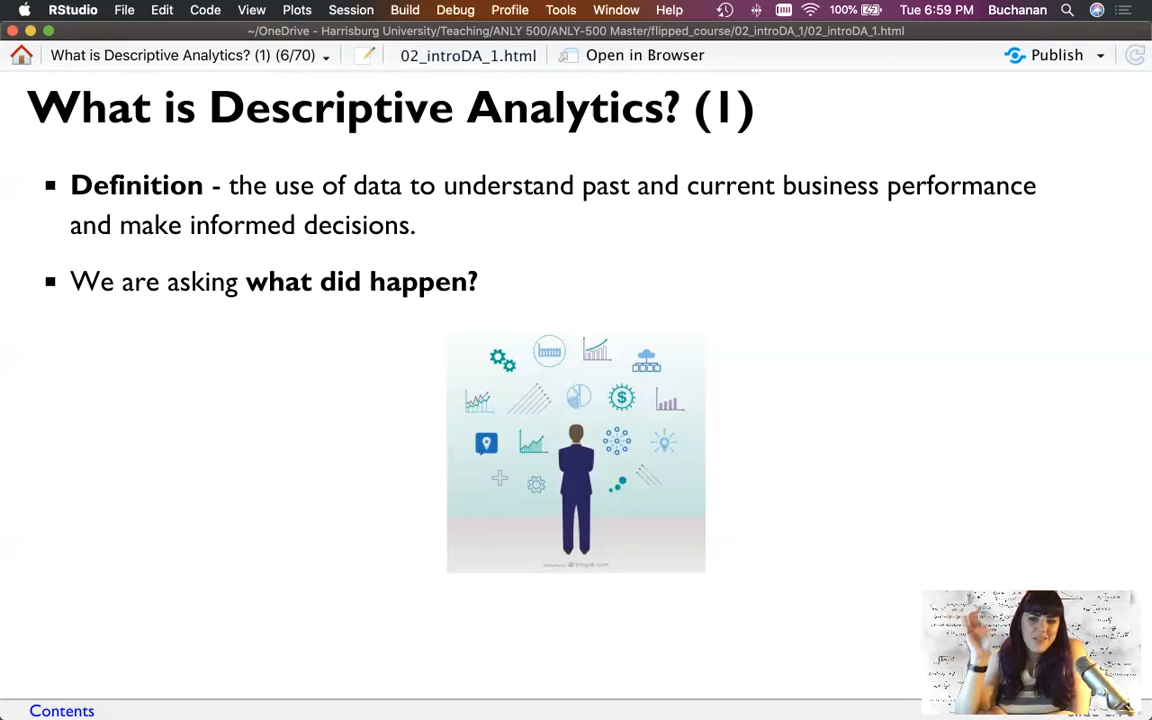 RStudio File Edit Code View Plots Session Build Debug Profile Tools Window Help 100% Tue 6:59 PM Buchanan
~/OneDrive - Harrisburg University/Teaching/ANLY 500/ANLY-500 Master/flipped_course/02_introDA_1/02_introDA_1.html
What is Descriptive Analytics? (1) (6/70) 02_introDA_1.html Open in Browser Publish
What is Descriptive Analytics? (1)
▪ Definition - the use of data to understand past and current business performance
and make informed decisions.
▪ We are asking what did happen?
$
Contents